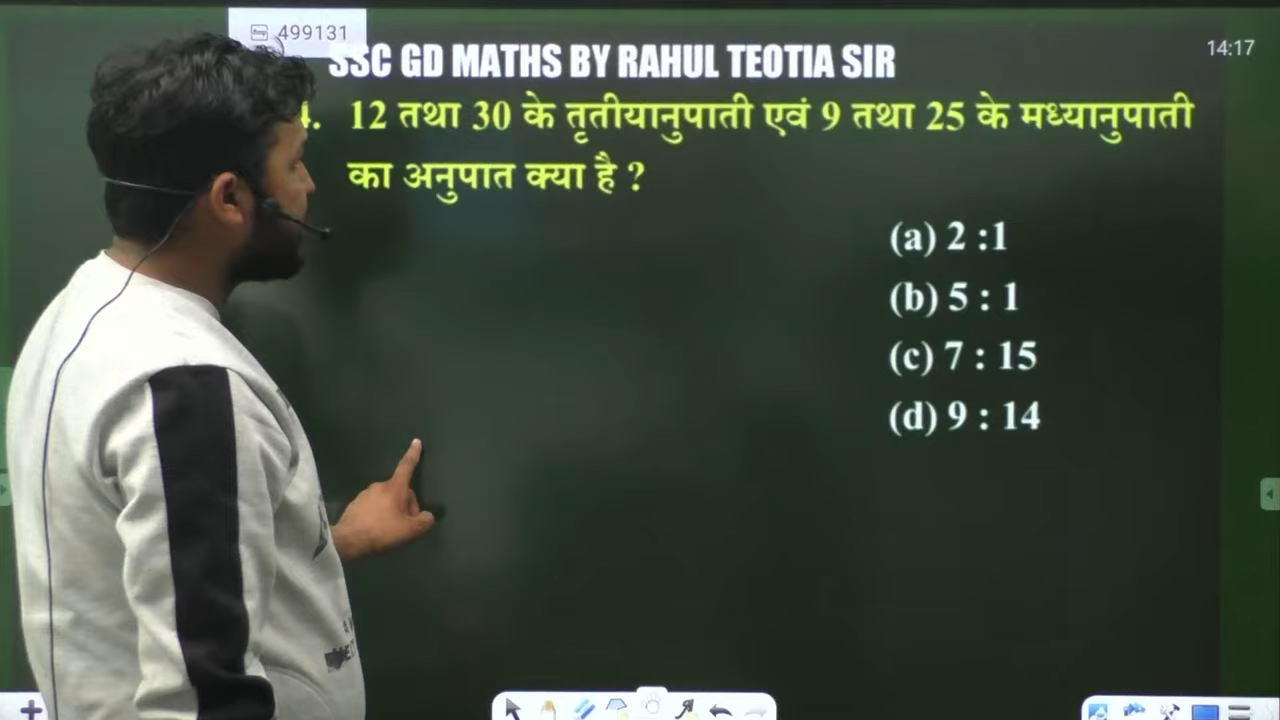 499131
SSC GD MATHS BY RAHUL TEOTIA SIR
14:17
4. 12 तथा 30 के तृतीयानुपाती एवं 9 तथा 25 के मध्यानुपाती
का अनुपात क्या है ?
(a) 2 :1
(b) 5 : 1
(c) 7 : 15
(d) 9 : 14